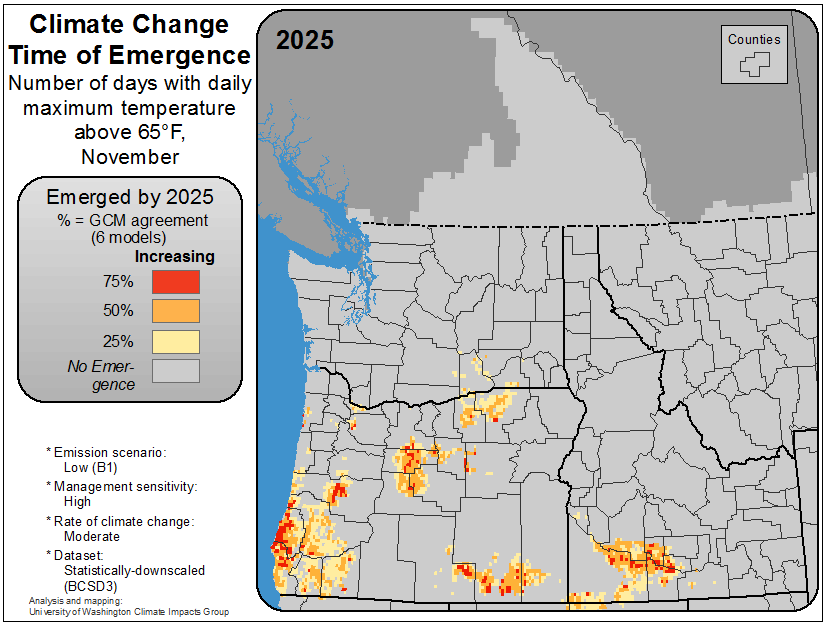 Climate Change
Time of Emergence
Number of days with daily
maximum temperature
above 65°F,
November
Emerged by 2025
% = GCM agreement
(6 models)
Increasing
75%
50%
25%
No Emer-
gence
* Emission scenario:
Low (B1)
* Management sensitivity:
High
* Rate of climate change:
Moderate
* Dataset:
Statistically-downscaled
(BCSD3)
Analysis and mapping:
University of Washington Climate Impacts Group
2025
Counties